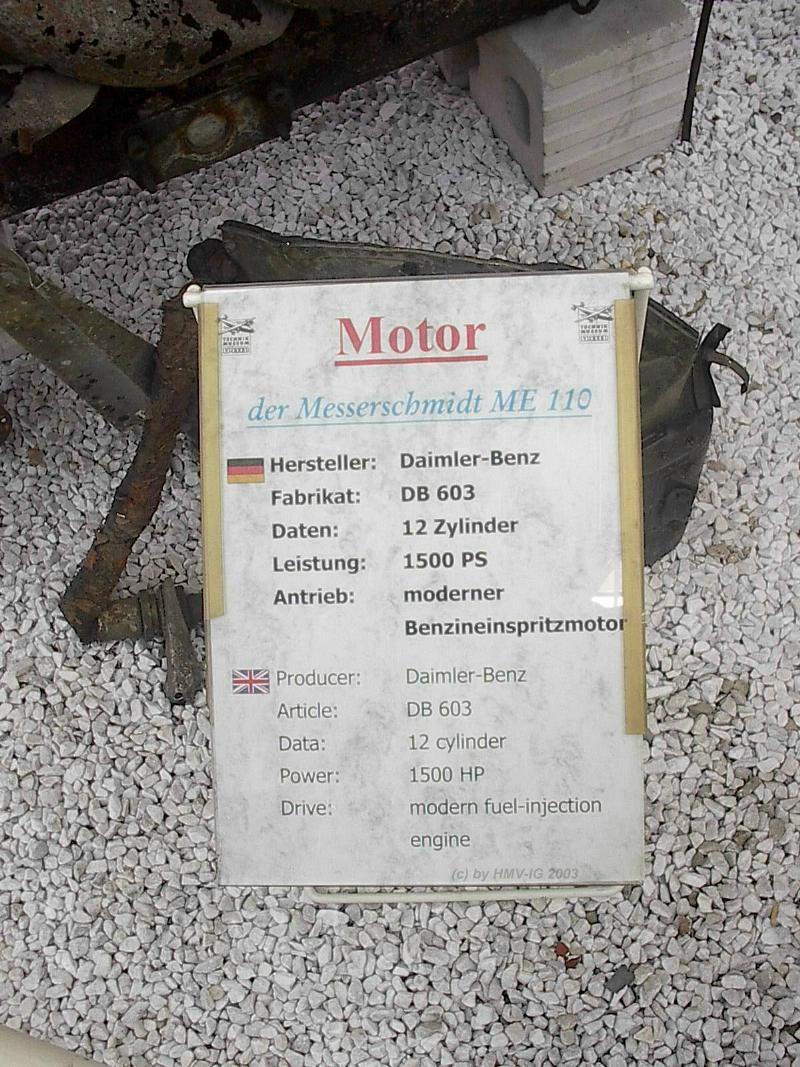 Motor
TECHNIK
MUSEUM
der Messerschmidt ME 110
Hersteller: Daimler-Benz
Fabrikat: DB 603
Daten: 12 Zylinder
Leistung: 1500 PS
Antrieb: moderner
Benzineinspritzmotor
Producer: Daimler-Benz
Article: DB 603
Data: 12 cylinder
Power: 1500 HP
Drive: modern fuel-injection
engine
(c) by HMV-IG 2003